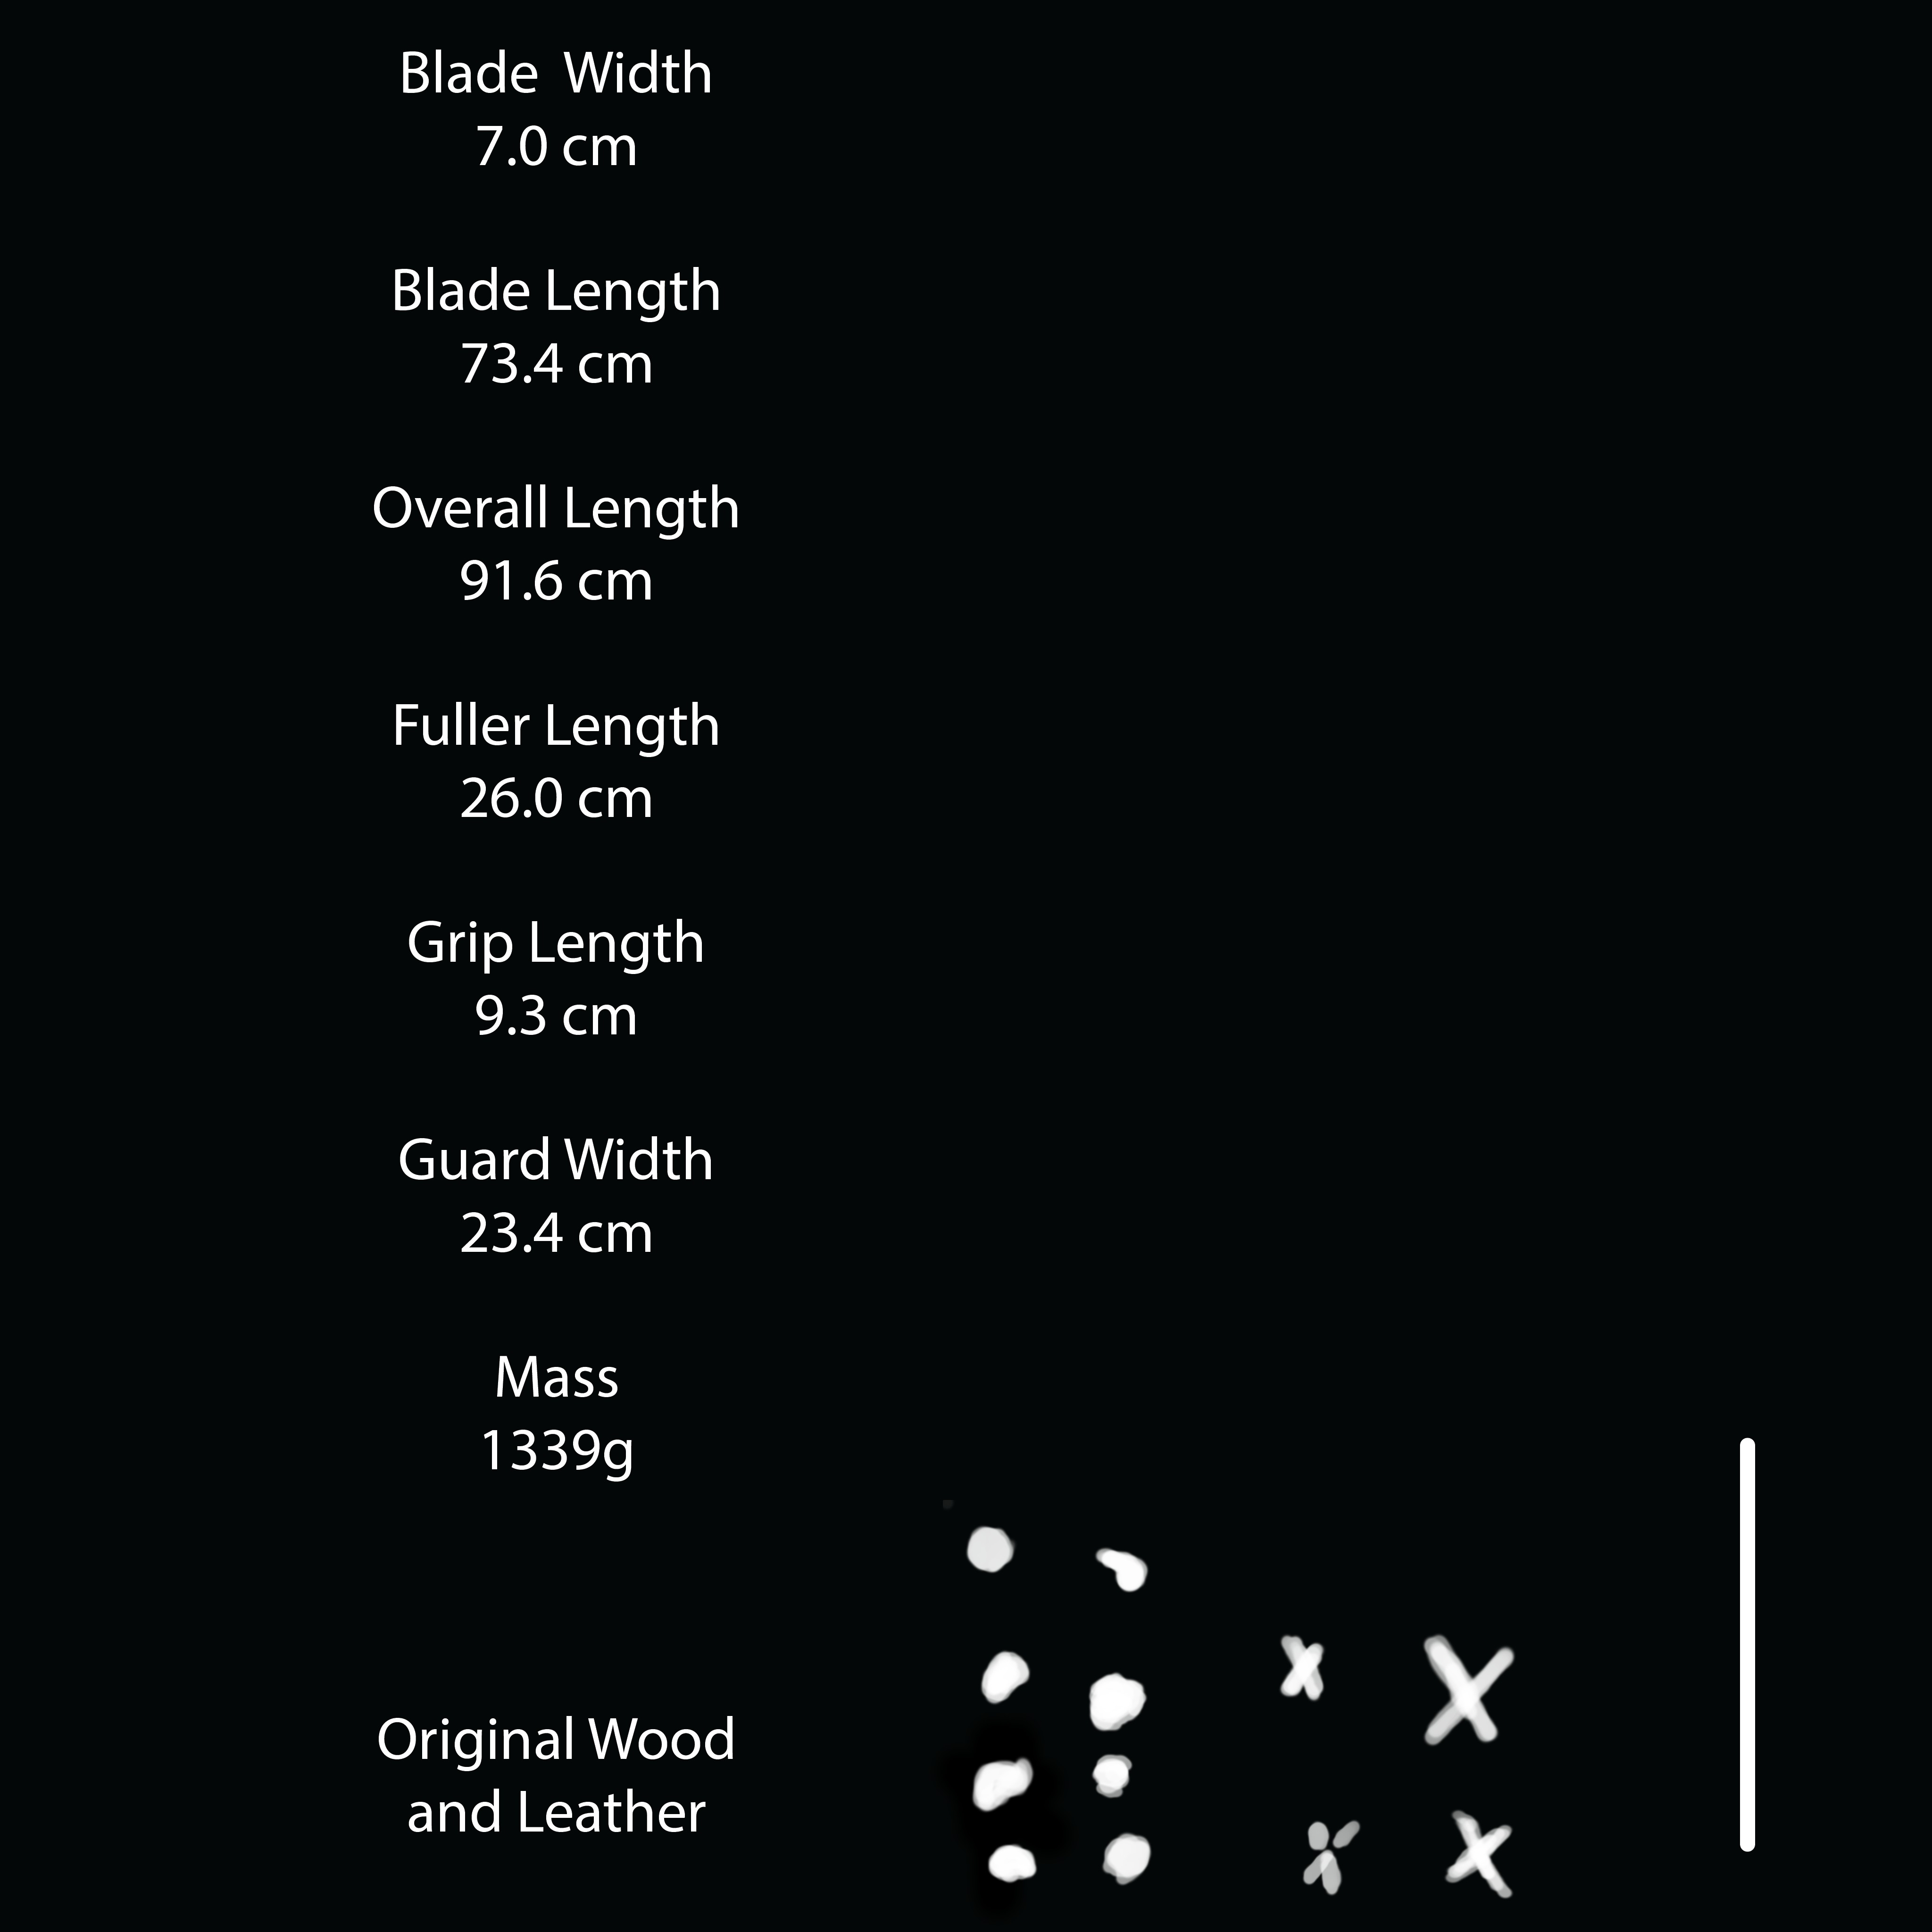 Blade  Width
7.0 cm
Blade Length
73.4 cm
Overall Length
91.6 cm
Fuller Length
26.0 cm
Grip Length
9.3 cm
Guard Width
23.4 cm
Mass
1339g
Original Wood
and Leather